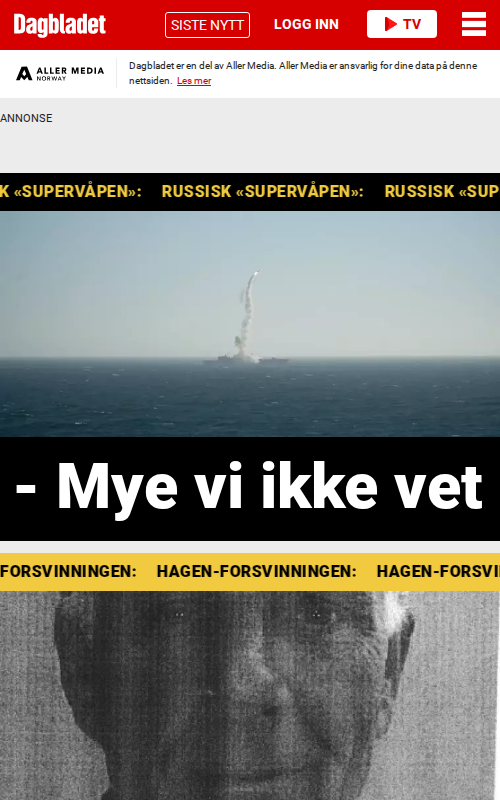 Dagbladet
SISTE NYTT
LOGG INN
TV
ALLER MEDIA
NORWAY
Dagbladet er en del av Aller Media. Aller Media er ansvarlig for dine data på denne
nettsiden. Les mer
ANNONSE
K «SUPERVÅPEN»: RUSSISK «SUPERVÅPEN»: RUSSISK «SUP
- Mye vi ikke vet
FORSVINNINGEN: HAGEN-FORSVINNINGEN: HAGEN-FORSVI